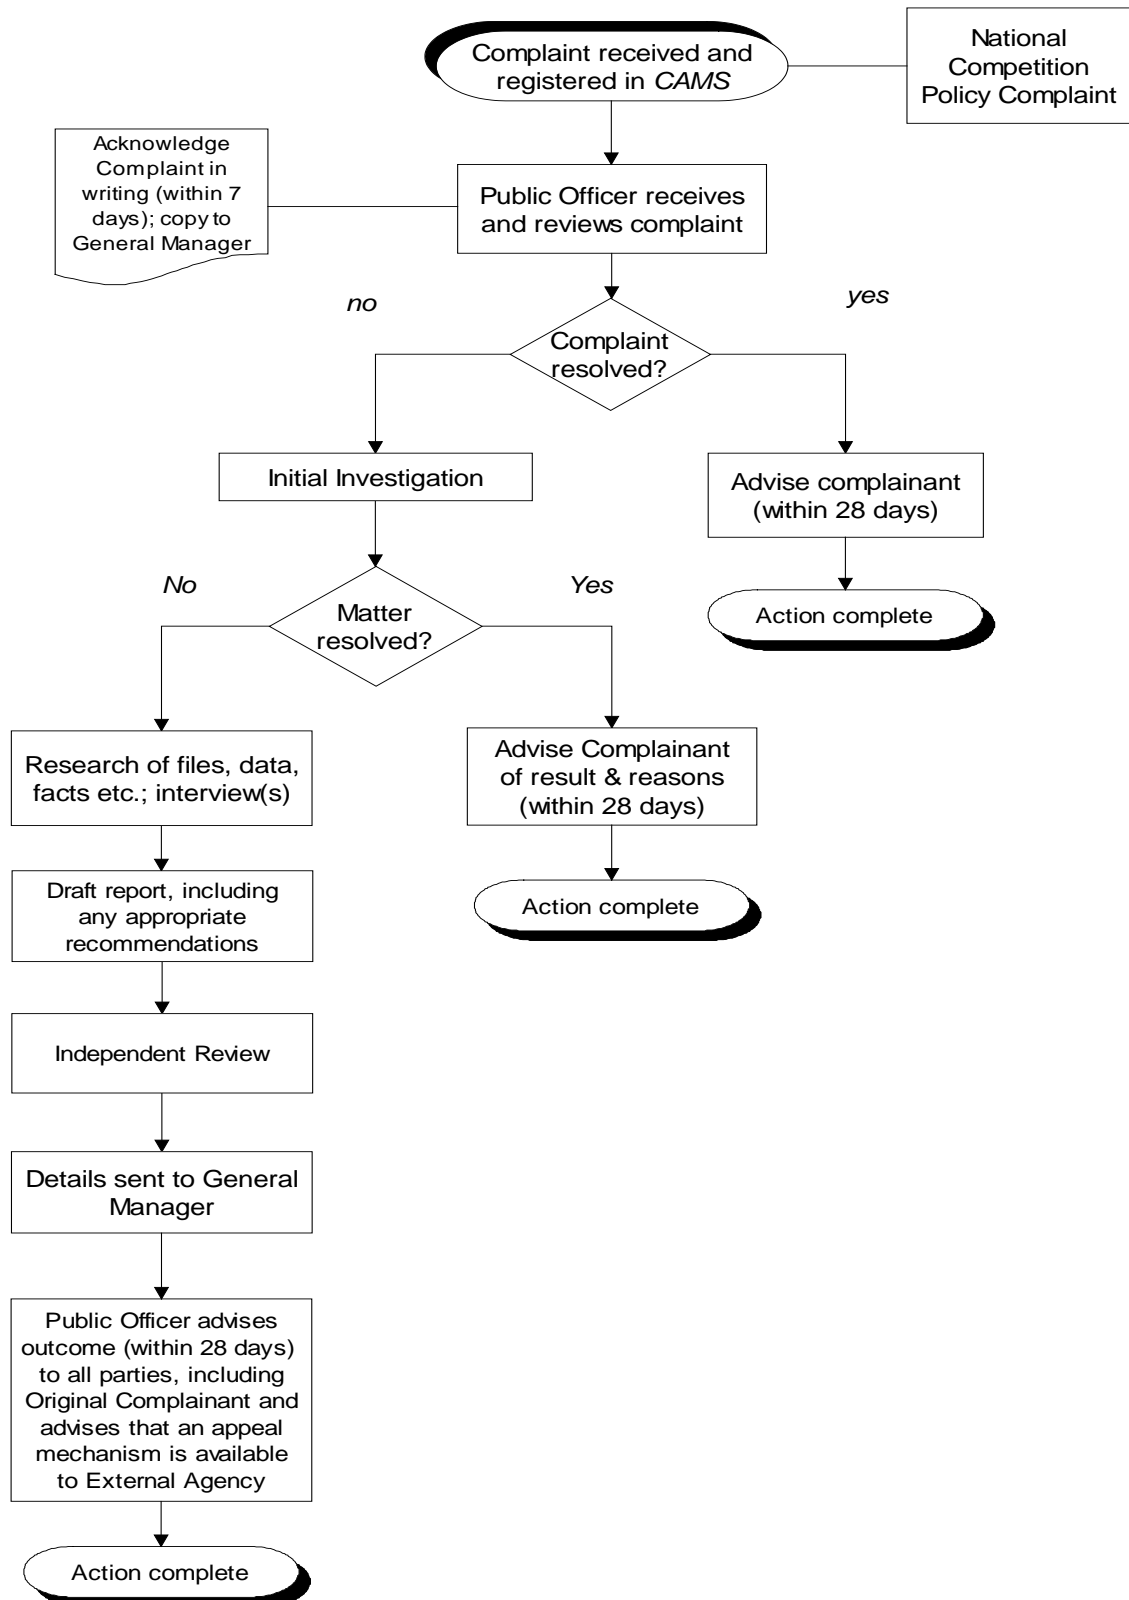 Complaint received and
registered in CAMS
National
Competition
Policy Complaint
Acknowledge
Complaint in
writing (within 7
days); copy to
General Manager
Public Officer receives
and reviews complaint
no
yes
Complaint
resolved?
Initial Investigation
Advise complainant
(within 28 days)
No
Yes
Matter
resolved?
Action complete
Research of files, data,
facts etc.; interview(s)
Advise Complainant
of result & reasons
(within 28 days)
Draft report, including
any appropriate
recommendations
Action complete
Independent Review
Details sent to General
Manager
Public Officer advises
outcome (within 28 days)
to all parties, including
Original Complainant and
advises that an appeal
mechanism is available
to External Agency
Action complete